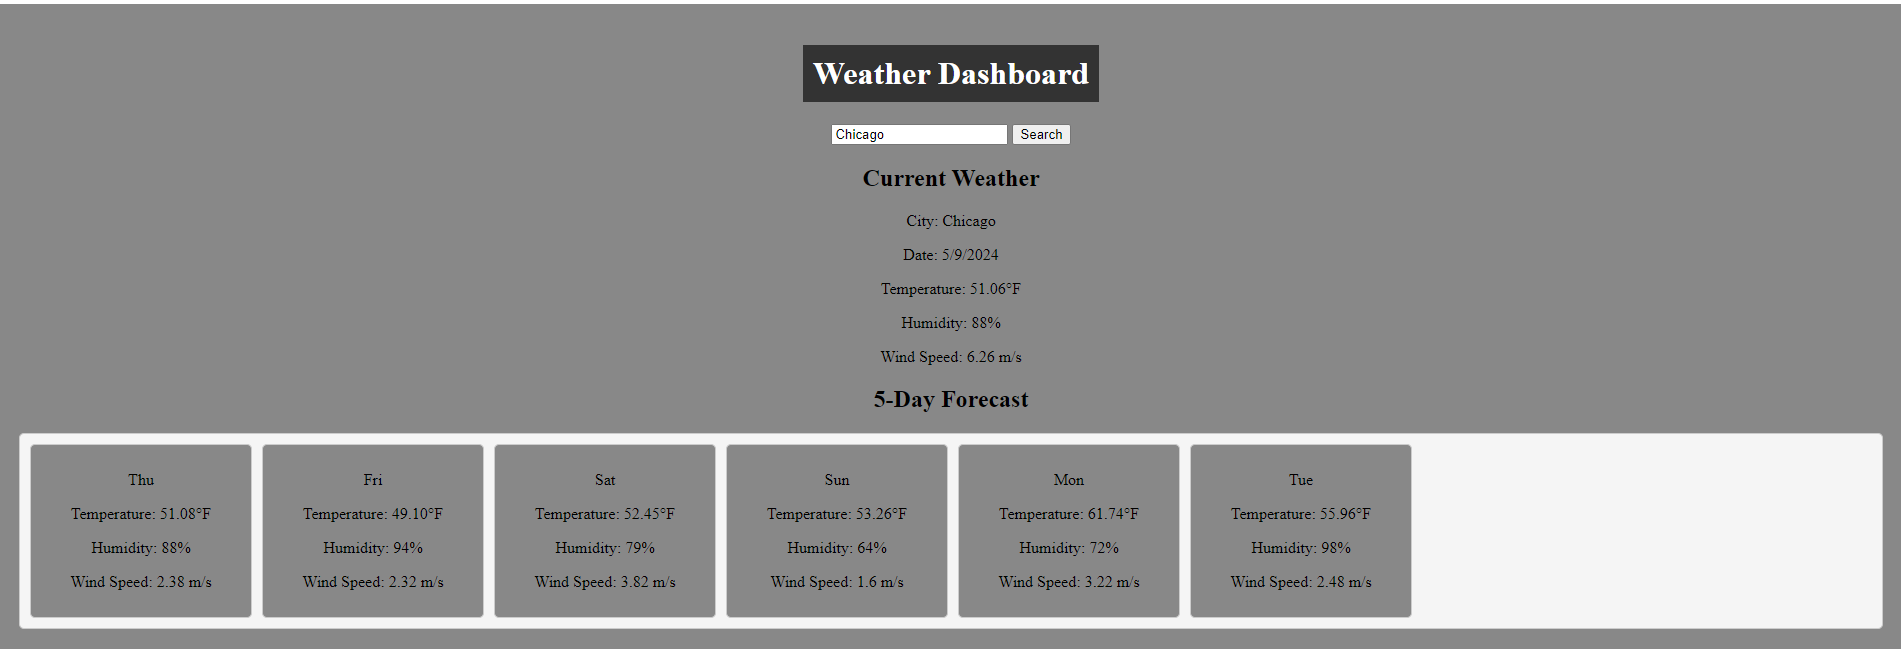 Weather Dashboard
Chicago Search
Current Weather
City: Chicago
Date: 5/9/2024
Temperature: 51.06°F
Humidity: 88%
Wind Speed: 6.26 m/s
5-Day Forecast
Thu
Temperature: 51.08°F
Humidity: 88%
Wind Speed: 2.38 m/s
Fri
Temperature: 49.10°F
Humidity: 94%
Wind Speed: 2.32 m/s
Sat
Temperature: 52.45°F
Humidity: 79%
Wind Speed: 3.82 m/s
Sun
Temperature: 53.26°F
Humidity: 64%
Wind Speed: 1.6 m/s
Mon
Temperature: 61.74°F
Humidity: 72%
Wind Speed: 3.22 m/s
Tue
Temperature: 55.96°F
Humidity: 98%
Wind Speed: 2.48 m/s